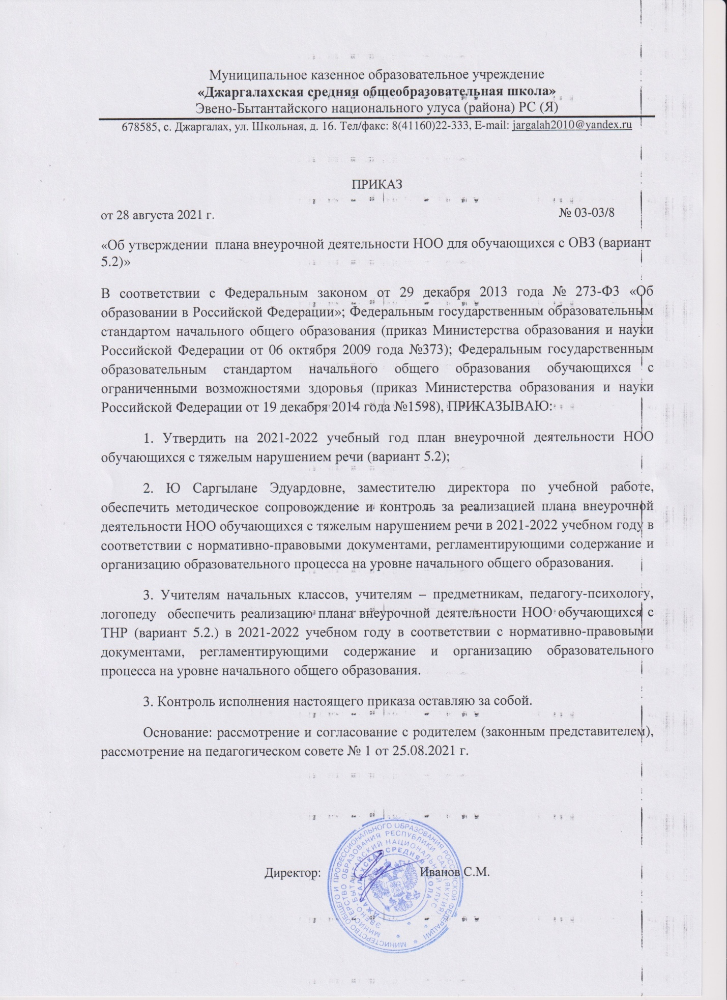 Муниципальное казенное образовательное учреждение
«Джаргалахская средняя общеобразовательная школа»
Эвено-Бытантайского национального улуса (района) РС (Я)
678585, с. Джаргалах, ул. Школьная, д. 16. Тел/факс: 8(41160)22-333, E-mail: jargalah2010@yandex.ru
ПРИКАЗ
от 28 августа 2021 г. № 03-03/8
«Об утверждении плана внеурочной деятельности НОО для обучающихся с ОВЗ (вариант
5.2)»
В соответствии с Федеральным законом от 29 декабря 2013 года № 273-ФЗ «Об
образовании в Российской Федерации»; Федеральным государственным образовательным
стандартом начального общего образования (приказ Министерства образования и науки
Российской Федерации от 06 октября 2009 года №373); Федеральным государственным
образовательным стандартом начального общего образования обучающихся с
ограниченными возможностями здоровья (приказ Министерства образования и науки
Российской Федерации от 19 декабря 2014 года №1598), ПРИКАЗЫВАЮ:
1. Утвердить на 2021-2022 учебный год план внеурочной деятельности НОО
обучающихся с тяжелым нарушением речи (вариант 5.2);
2. Ю Саргылане Эдуардовне, заместителю директора по учебной работе,
обеспечить методическое сопровождение и контроль за реализацией плана внеурочной
деятельности НОО обучающихся с тяжелым нарушением речи в 2021-2022 учебном году в
соответствии с нормативно-правовыми документами, регламентирующими содержание и
организацию образовательного процесса на уровне начального общего образования.
3. Учителям начальных классов, учителям – предметникам, педагогу-психологу,
логопеду обеспечить реализацию плана внеурочной деятельности НОО обучающихся с
ТНР (вариант 5.2.) в 2021-2022 учебном году в соответствии с нормативно-правовыми
документами, регламентирующими содержание и организацию образовательного
процесса на уровне начального общего образования.
3. Контроль исполнения настоящего приказа оставляю за собой.
Основание: рассмотрение и согласование с родителем (законным представителем),
рассмотрение на педагогическом совете № 1 от 25.08.2021 г.
Директор: Иванов С.М.
МИНИСТЕРСТВО ОБЩЕГО И ПРОФЕССИОНАЛЬНОГО ОБРАЗОВАНИЯ РОССИЙСКОЙ ФЕДЕРАЦИИ
МИНИСТЕРСТВО ОБРАЗОВАНИЯ РЕСПУБЛИКИ САХА (ЯКУТИЯ)
ЭВЕНО-БЫТАНТАЙСКИЙ НАЦИОНАЛЬНЫЙ УЛУС
ДЖАРГАЛАХСКАЯ СРЕДНЯЯ ШКОЛА